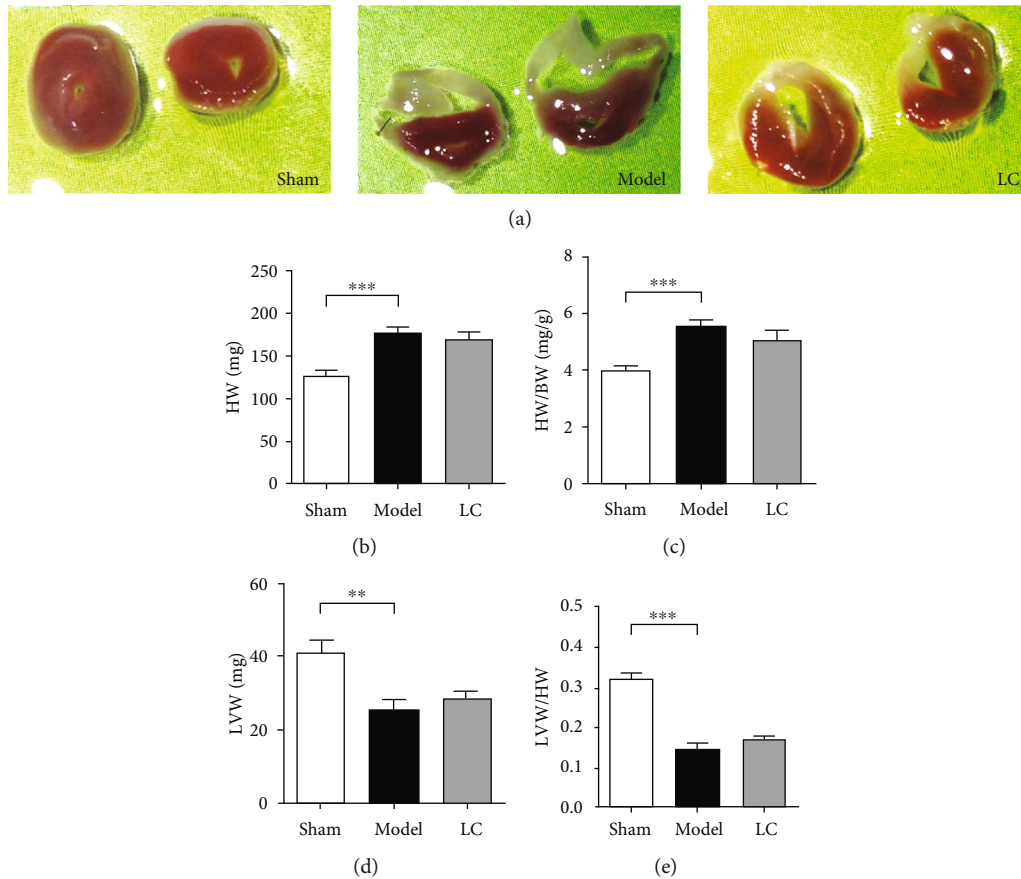 Sham
Model
LC
(a)
250
200
150
100
50
0
HW (mg)
***
Sham Model LC
(b)
8
6
4
2
0
HW/BW (mg/g)
***
Sham Model LC
(c)
60
40
20
0
LVW (mg)
**
Sham Model LC
(d)
0.5
0.4
0.3
0.2
0.1
0.0
LVW/HW
***
Sham Model LC
(e)